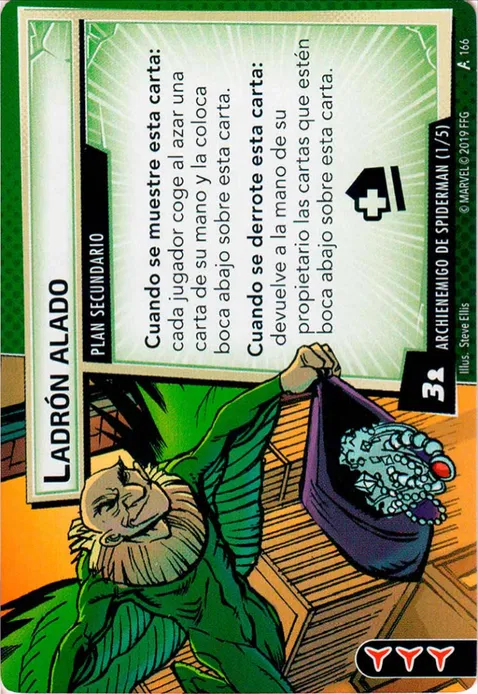 LADRÓN ALADO
PLAN SECUNDARIO
Cuando se muestre esta carta:
cada jugador coge al azar una
carta de su mano y la coloca
boca abajo sobre esta carta.
Cuando se derrote esta carta:
devuelve a la mano de su
propietario las cartas que estén
boca abajo sobre esta carta.
3
ARCHIENEMIGO DE SPIDERMAN (1/5)
Illus. Steve Ellis
© MARVEL © 2019 FFG
166